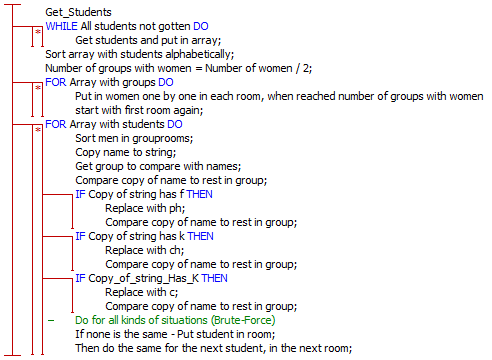 Get_Students
WHILE All students not gotten DO
* Get students and put in array;
Sort array with students alphabetically;
Number of groups with women = Number of women / 2;
FOR Array with groups DO
* Put in women one by one in each room, when reached number of groups with women
start with first room again;
FOR Array with students DO
* Sort men in grouprooms;
Copy name to string;
Get group to compare with names;
Compare copy of name to rest in group;
IF Copy of string has f THEN
Replace with ph;
Compare copy of name to rest in group;
IF Copy of string has k THEN
Replace with ch;
Compare copy of name to rest in group;
IF Copy_of_string_Has_K THEN
Replace with c;
Compare copy of name to rest in group;
– Do for all kinds of situations (Brute-Force)
If none is the same - Put student in room;
Then do the same for the next student, in the next room;